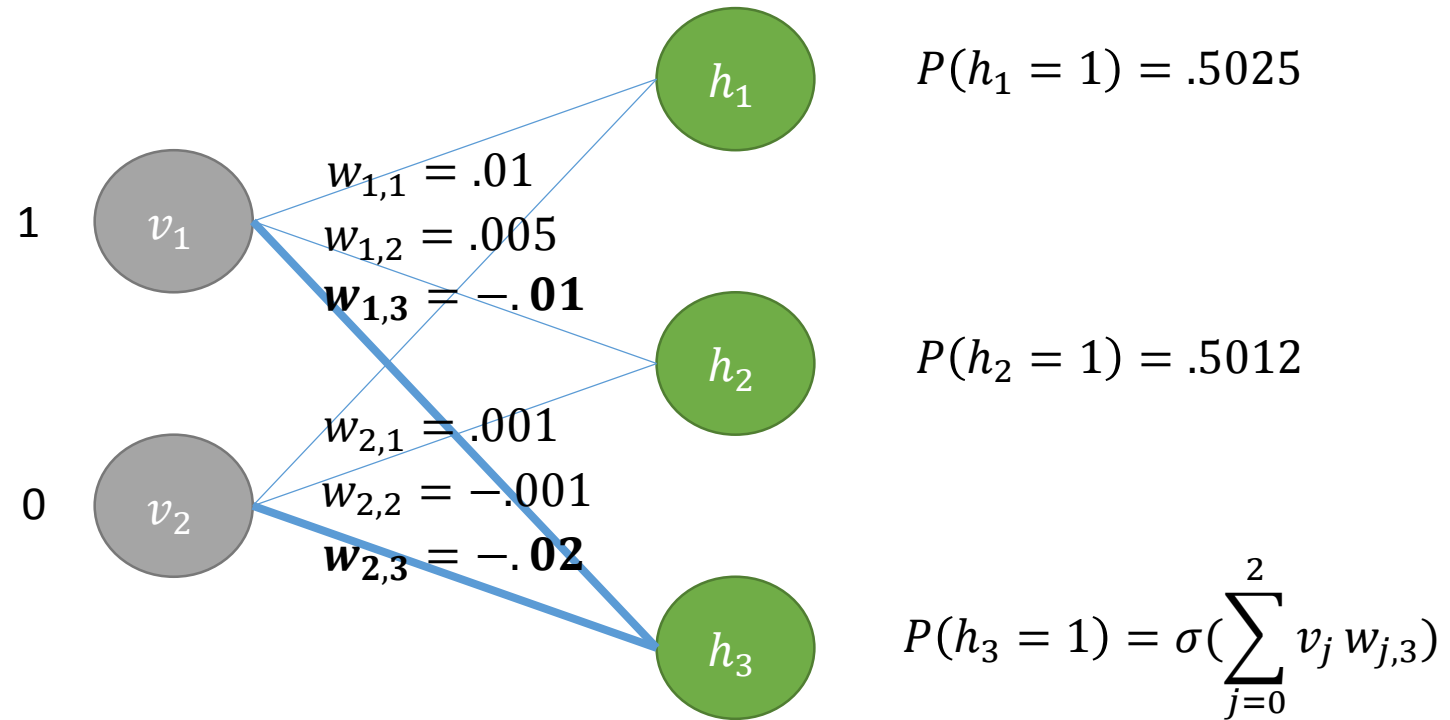 h₁
P(h₁ = 1) = .5025
w₁,₁ = .01
1
v₁
w₁,₂ = .005
w₁,₃ = −.01
h₂
P(h₂ = 1) = .5012
w₂,₁ = .001
0
v₂
w₂,₂ = −.001
w₂,₃ = −.02
h₃
P(h₃ = 1) = σ(∑_{j=0}^{2} v_j w_{j,3})